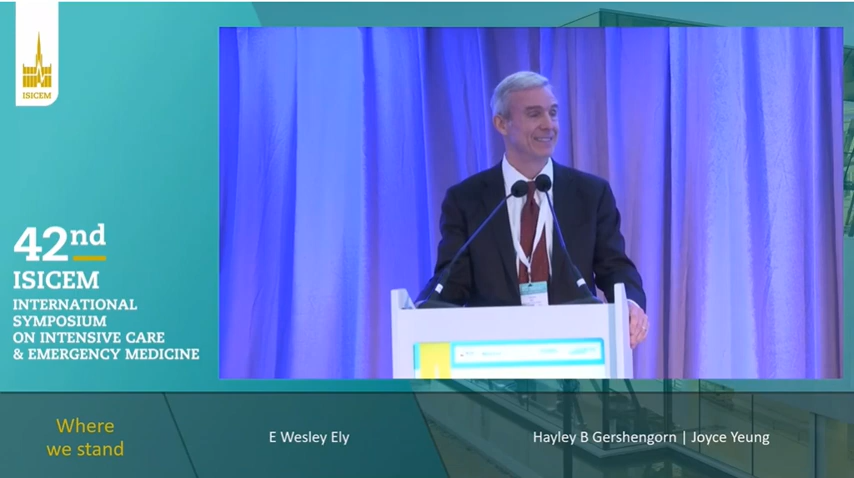 ISICEM
42nd
ISICEM
INTERNATIONAL
SYMPOSIUM
ON INTENSIVE CARE
& EMERGENCY MEDICINE
Where
we stand
E Wesley Ely
Hayley B Gershengorn | Joyce Yeung